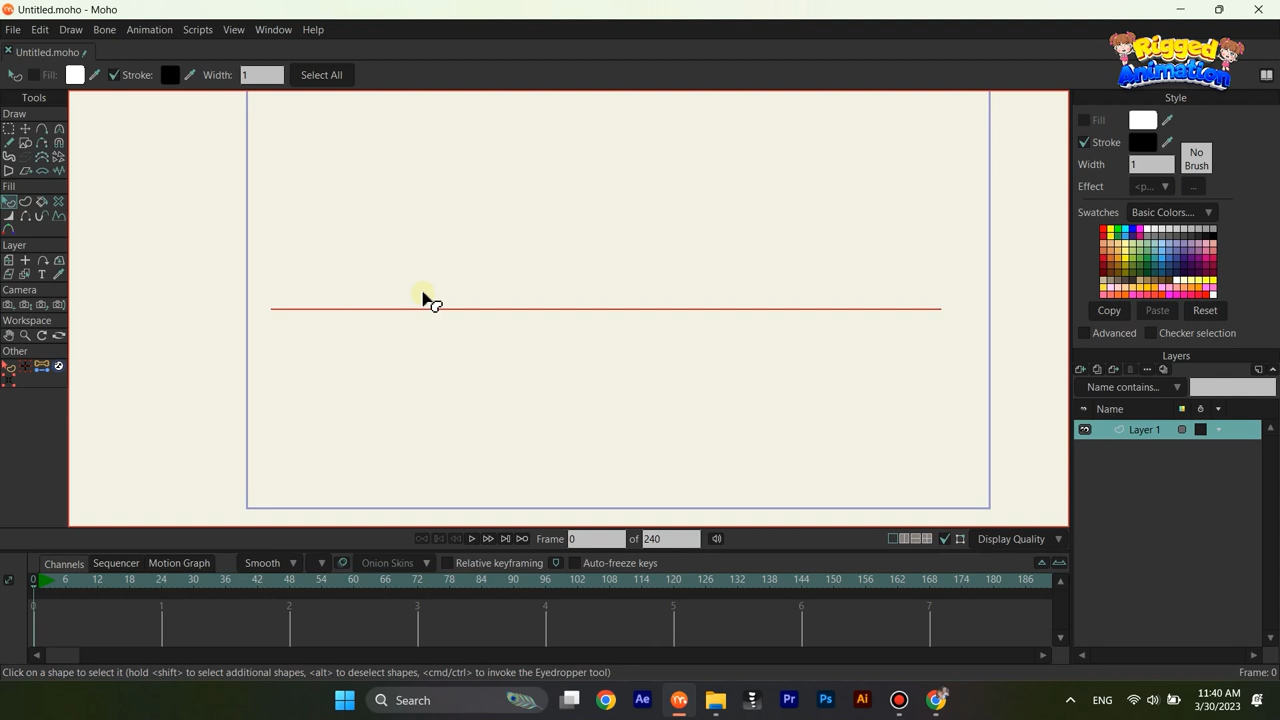 Untitled.moho - Moho
File Edit Draw Bone Animation Scripts View Window Help
Untitled.moho
Rigged
Animation
Fill: Stroke: Width: 1 Select All
Tools
Draw
Fill
Layer
Camera
Workspace
Other
Style
Fill
Stroke
No
Brush
Width 1
Effect <p... ...
Swatches Basic Colors....
Copy Paste Reset
Advanced Checker selection
Layers
Name contains...
Name
Layer 1
Frame 0 of 240 Display Quality
Channels Sequencer Motion Graph Smooth Onion Skins Relative keyframing Auto-freeze keys
0 6 12 18 24 30 36 42 48 54 60 66 72 78 84 90 96 102 108 114 120 126 132 138 144 150 156 162 168 174 180 186
0 1 2 3 4 5 6 7
Click on a shape to select it (hold <shift> to select additional shapes, <alt> to deselect shapes, <cmd/ctrl> to invoke the Eyedropper tool) Frame: 0
Search Ae Pr Ps Ai ENG 11:40 AM
3/30/2023